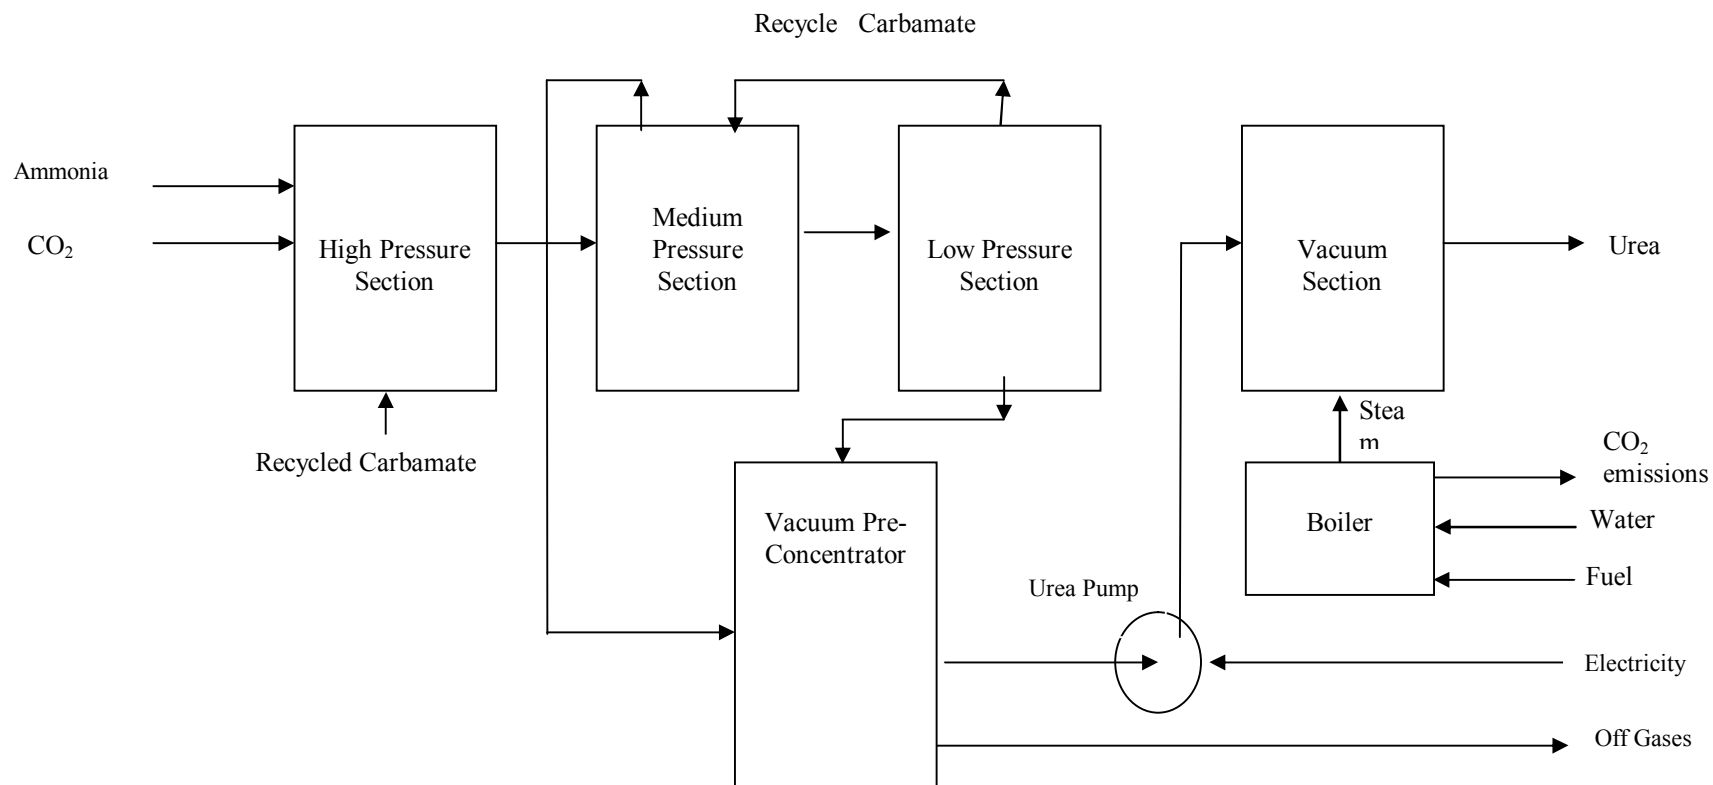 Recycle Carbamate
Ammonia
CO₂
High Pressure
Section
Medium
Pressure
Section
Low Pressure
Section
Vacuum
Section
Urea
Recycled Carbamate
Stea
m
CO₂
emissions
Vacuum Pre-
Concentrator
Boiler
Water
Fuel
Urea Pump
Electricity
Off Gases